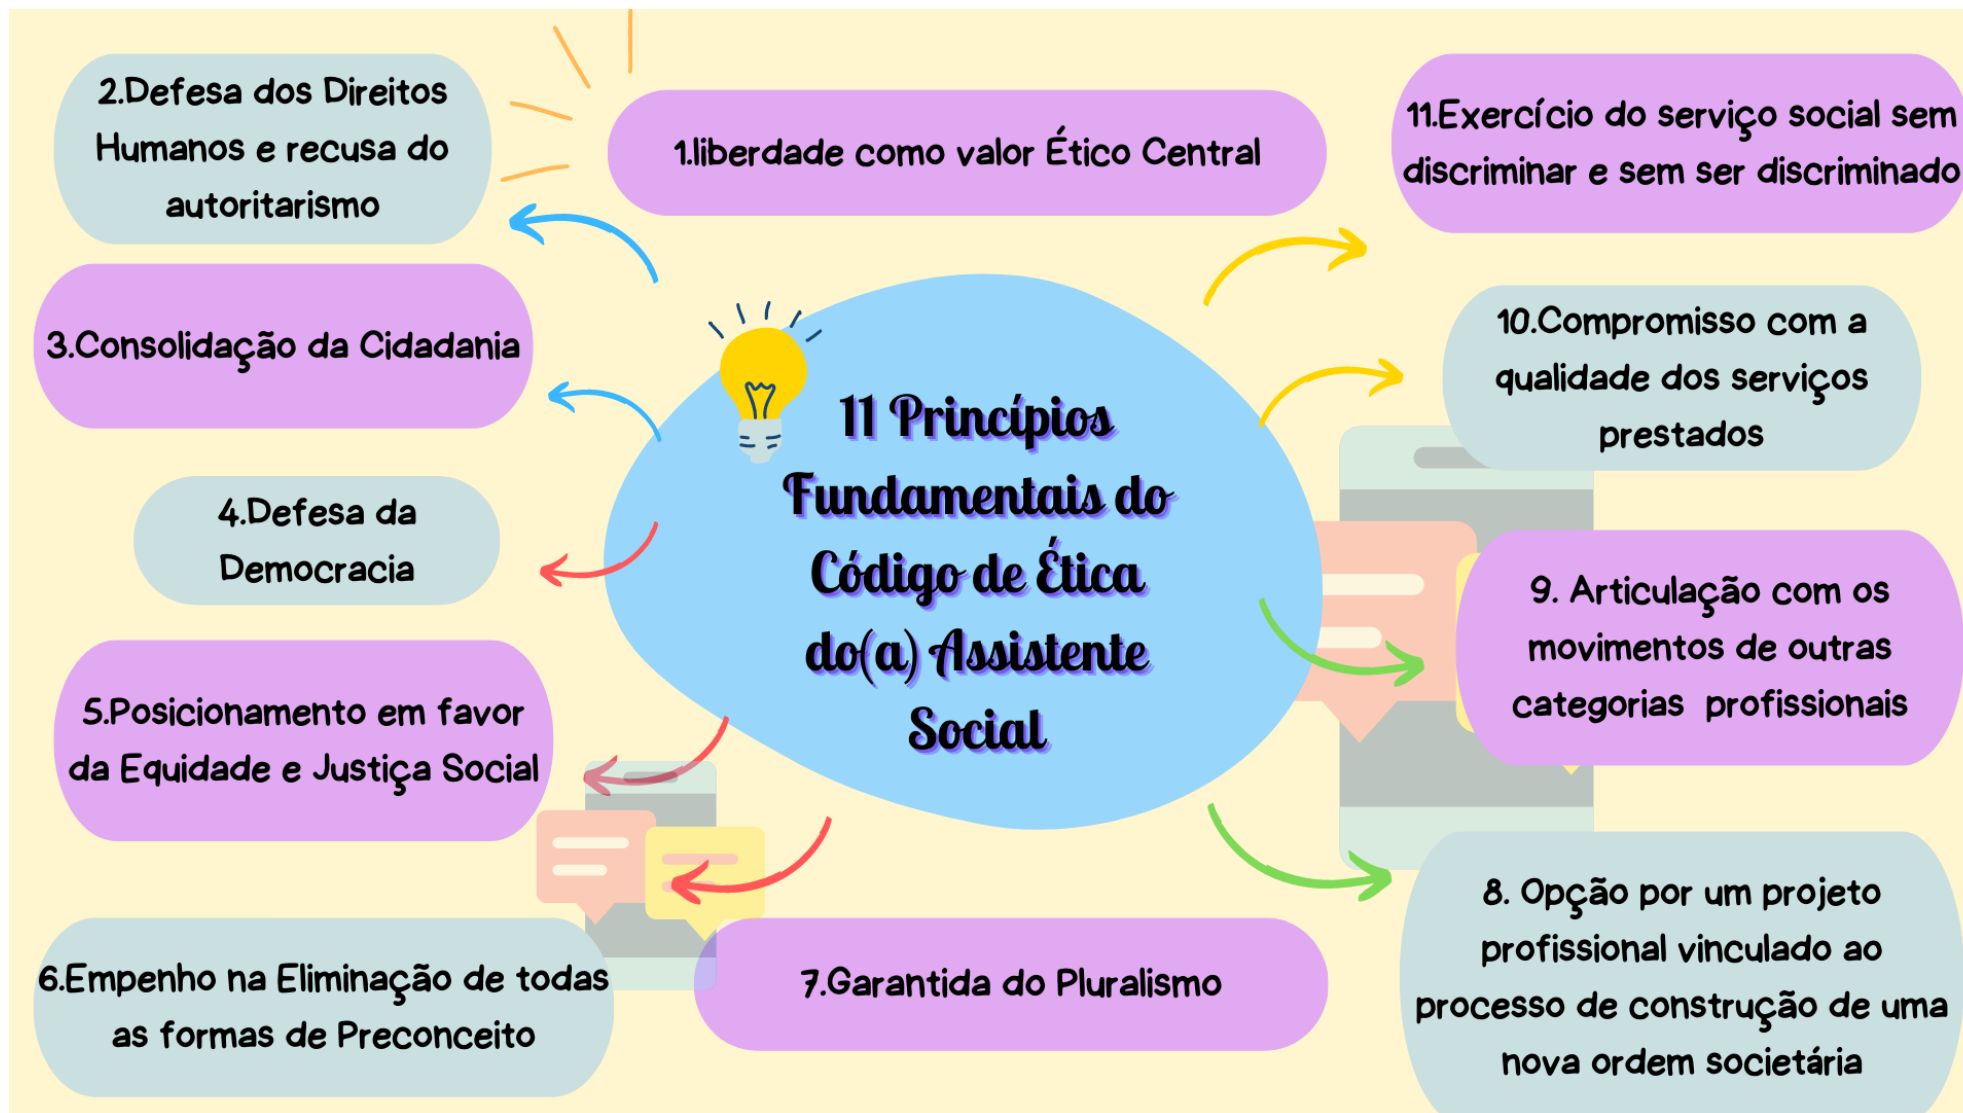 11 Princípios
Fundamentais do
Código de Ética
do(a) Assistente
Social
1.liberdade como valor Ético Central
2.Defesa dos Direitos
Humanos e recusa do
autoritarismo
3.Consolidação da Cidadania
4.Defesa da
Democracia
5.Posicionamento em favor
da Equidade e Justiça Social
6.Empenho na Eliminação de todas
as formas de Preconceito
7.Garantida do Pluralismo
8. Opção por um projeto
profissional vinculado ao
processo de construção de uma
nova ordem societária
9. Articulação com os
movimentos de outras
categorias  profissionais
10.Compromisso com a
qualidade dos serviços
prestados
11.Exercício do serviço social sem
discriminar e sem ser discriminado